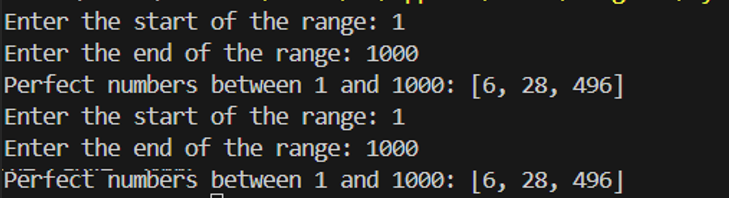 Enter the start of the range: 1
Enter the end of the range: 1000
Perfect numbers between 1 and 1000: [6, 28, 496]
Enter the start of the range: 1
Enter the end of the range: 1000
Perfect numbers between 1 and 1000: [6, 28, 496]